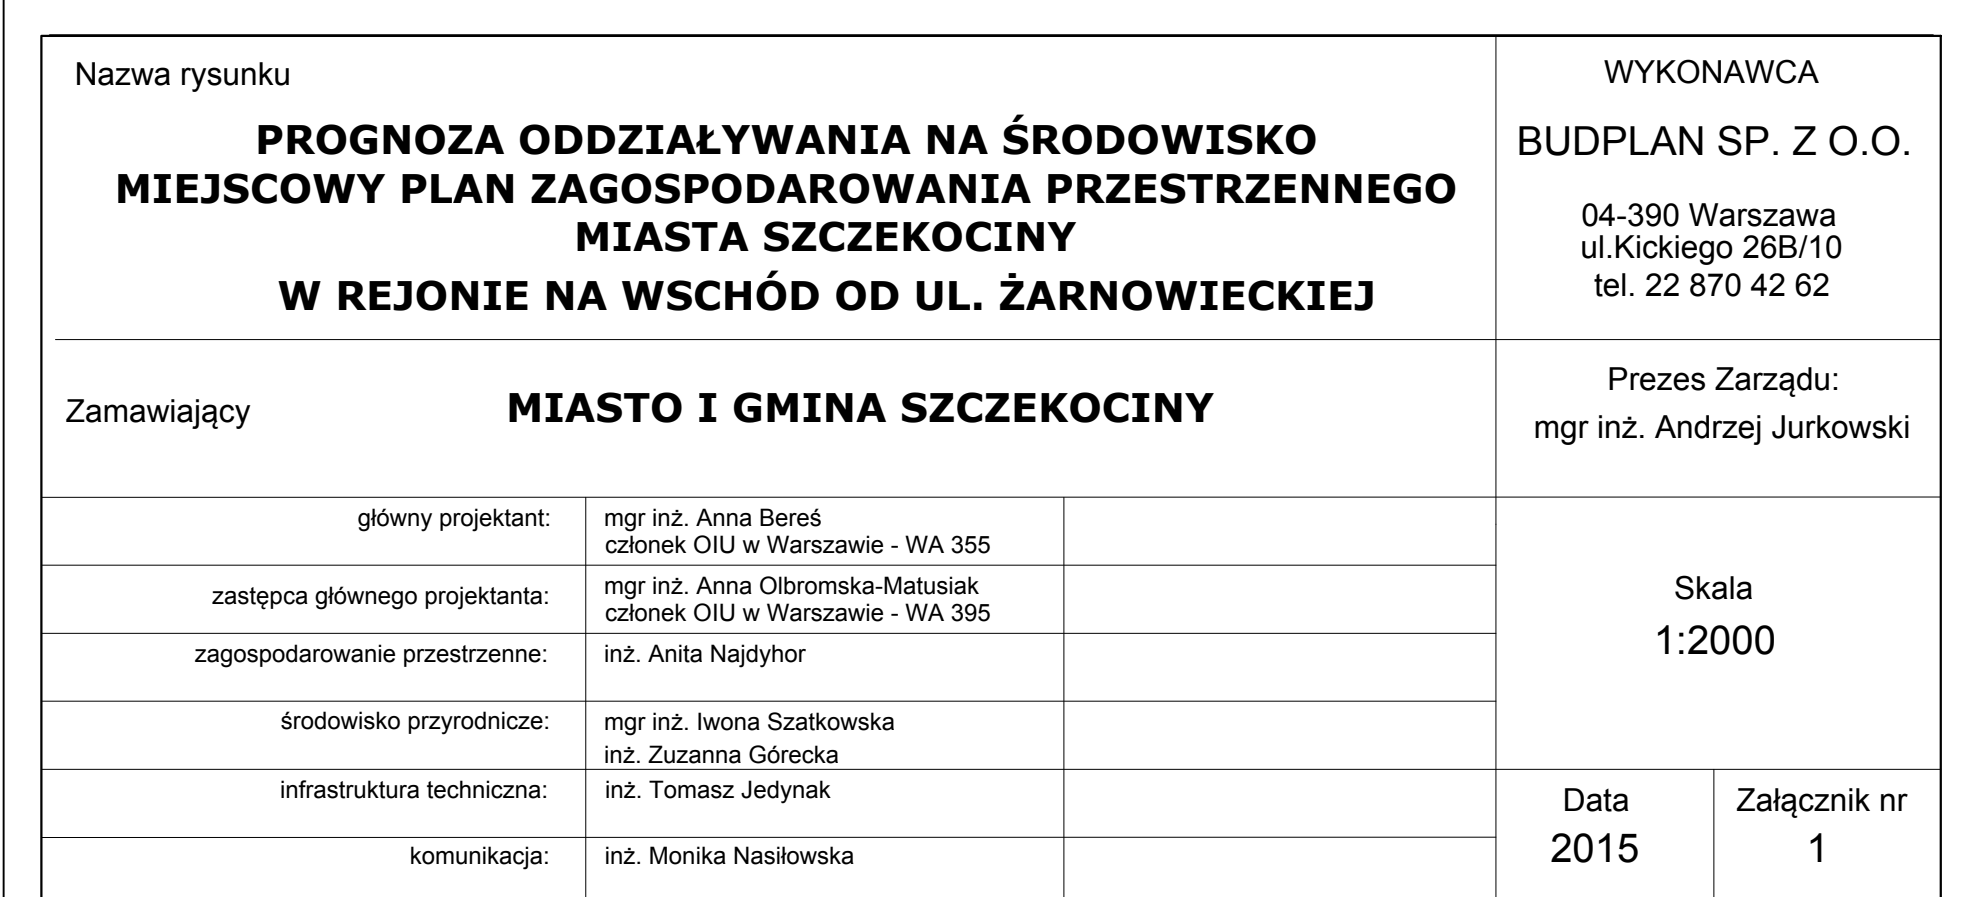 Nazwa rysunku
PROGNOZA ODDZIAŁYWANIA NA ŚRODOWISKO
MIEJSCOWY PLAN ZAGOSPODAROWANIA PRZESTRZENNEGO
MIASTA SZCZEKOCINY
W REJONIE NA WSCHÓD OD UL. ŻARNOWIECKIEJ
WYKONAWCA
BUDPLAN SP. Z O.O.
04-390 Warszawa
ul.Kickiego 26B/10
tel. 22 870 42 62
Zamawiający
MIASTO I GMINA SZCZEKOCINY
Prezes Zarządu:
mgr inż. Andrzej Jurkowski
główny projektant:
mgr inż. Anna Bereś
członek OIU w Warszawie - WA 355
zastępca głównego projektanta:
mgr inż. Anna Olbromska-Matusiak
członek OIU w Warszawie - WA 395
zagospodarowanie przestrzenne:
inż. Anita Najdyhor
środowisko przyrodnicze:
mgr inż. Iwona Szatkowska
inż. Zuzanna Górecka
infrastruktura techniczna:
inż. Tomasz Jedynak
komunikacja:
inż. Monika Nasiłowska
Skala
1:2000
Data
2015
Załącznik nr
1